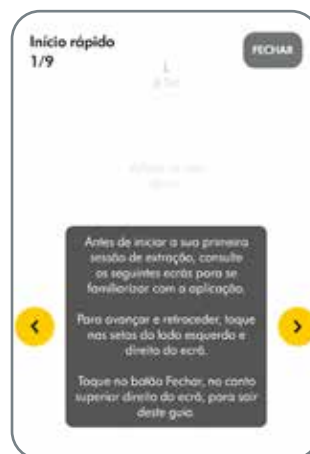 Início rápido
1/9
FECHAR
Antes de iniciar a sua primeira
sessão de extração, consulte
os seguintes ecrãs para se
familiarizar com a aplicação.
Para avançar e retroceder, toque
nas setas do lado esquerdo e
direito do ecrã.
Toque no botão Fechar, no canto
superior direito do ecrã, para sair
deste guia.